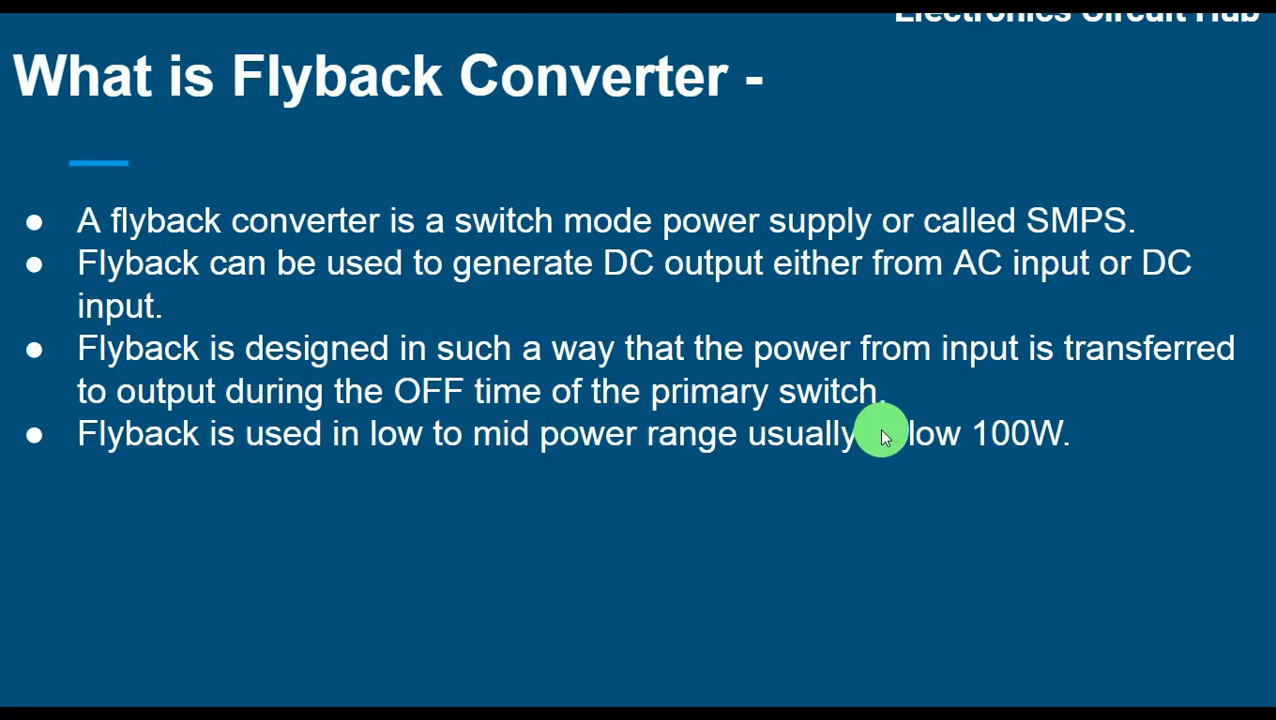 Electronics Circuit Hub
What is Flyback Converter -
● A flyback converter is a switch mode power supply or called SMPS.
● Flyback can be used to generate DC output either from AC input or DC
input.
● Flyback is designed in such a way that the power from input is transferred
to output during the OFF time of the primary switch.
● Flyback is used in low to mid power range usually low 100W.